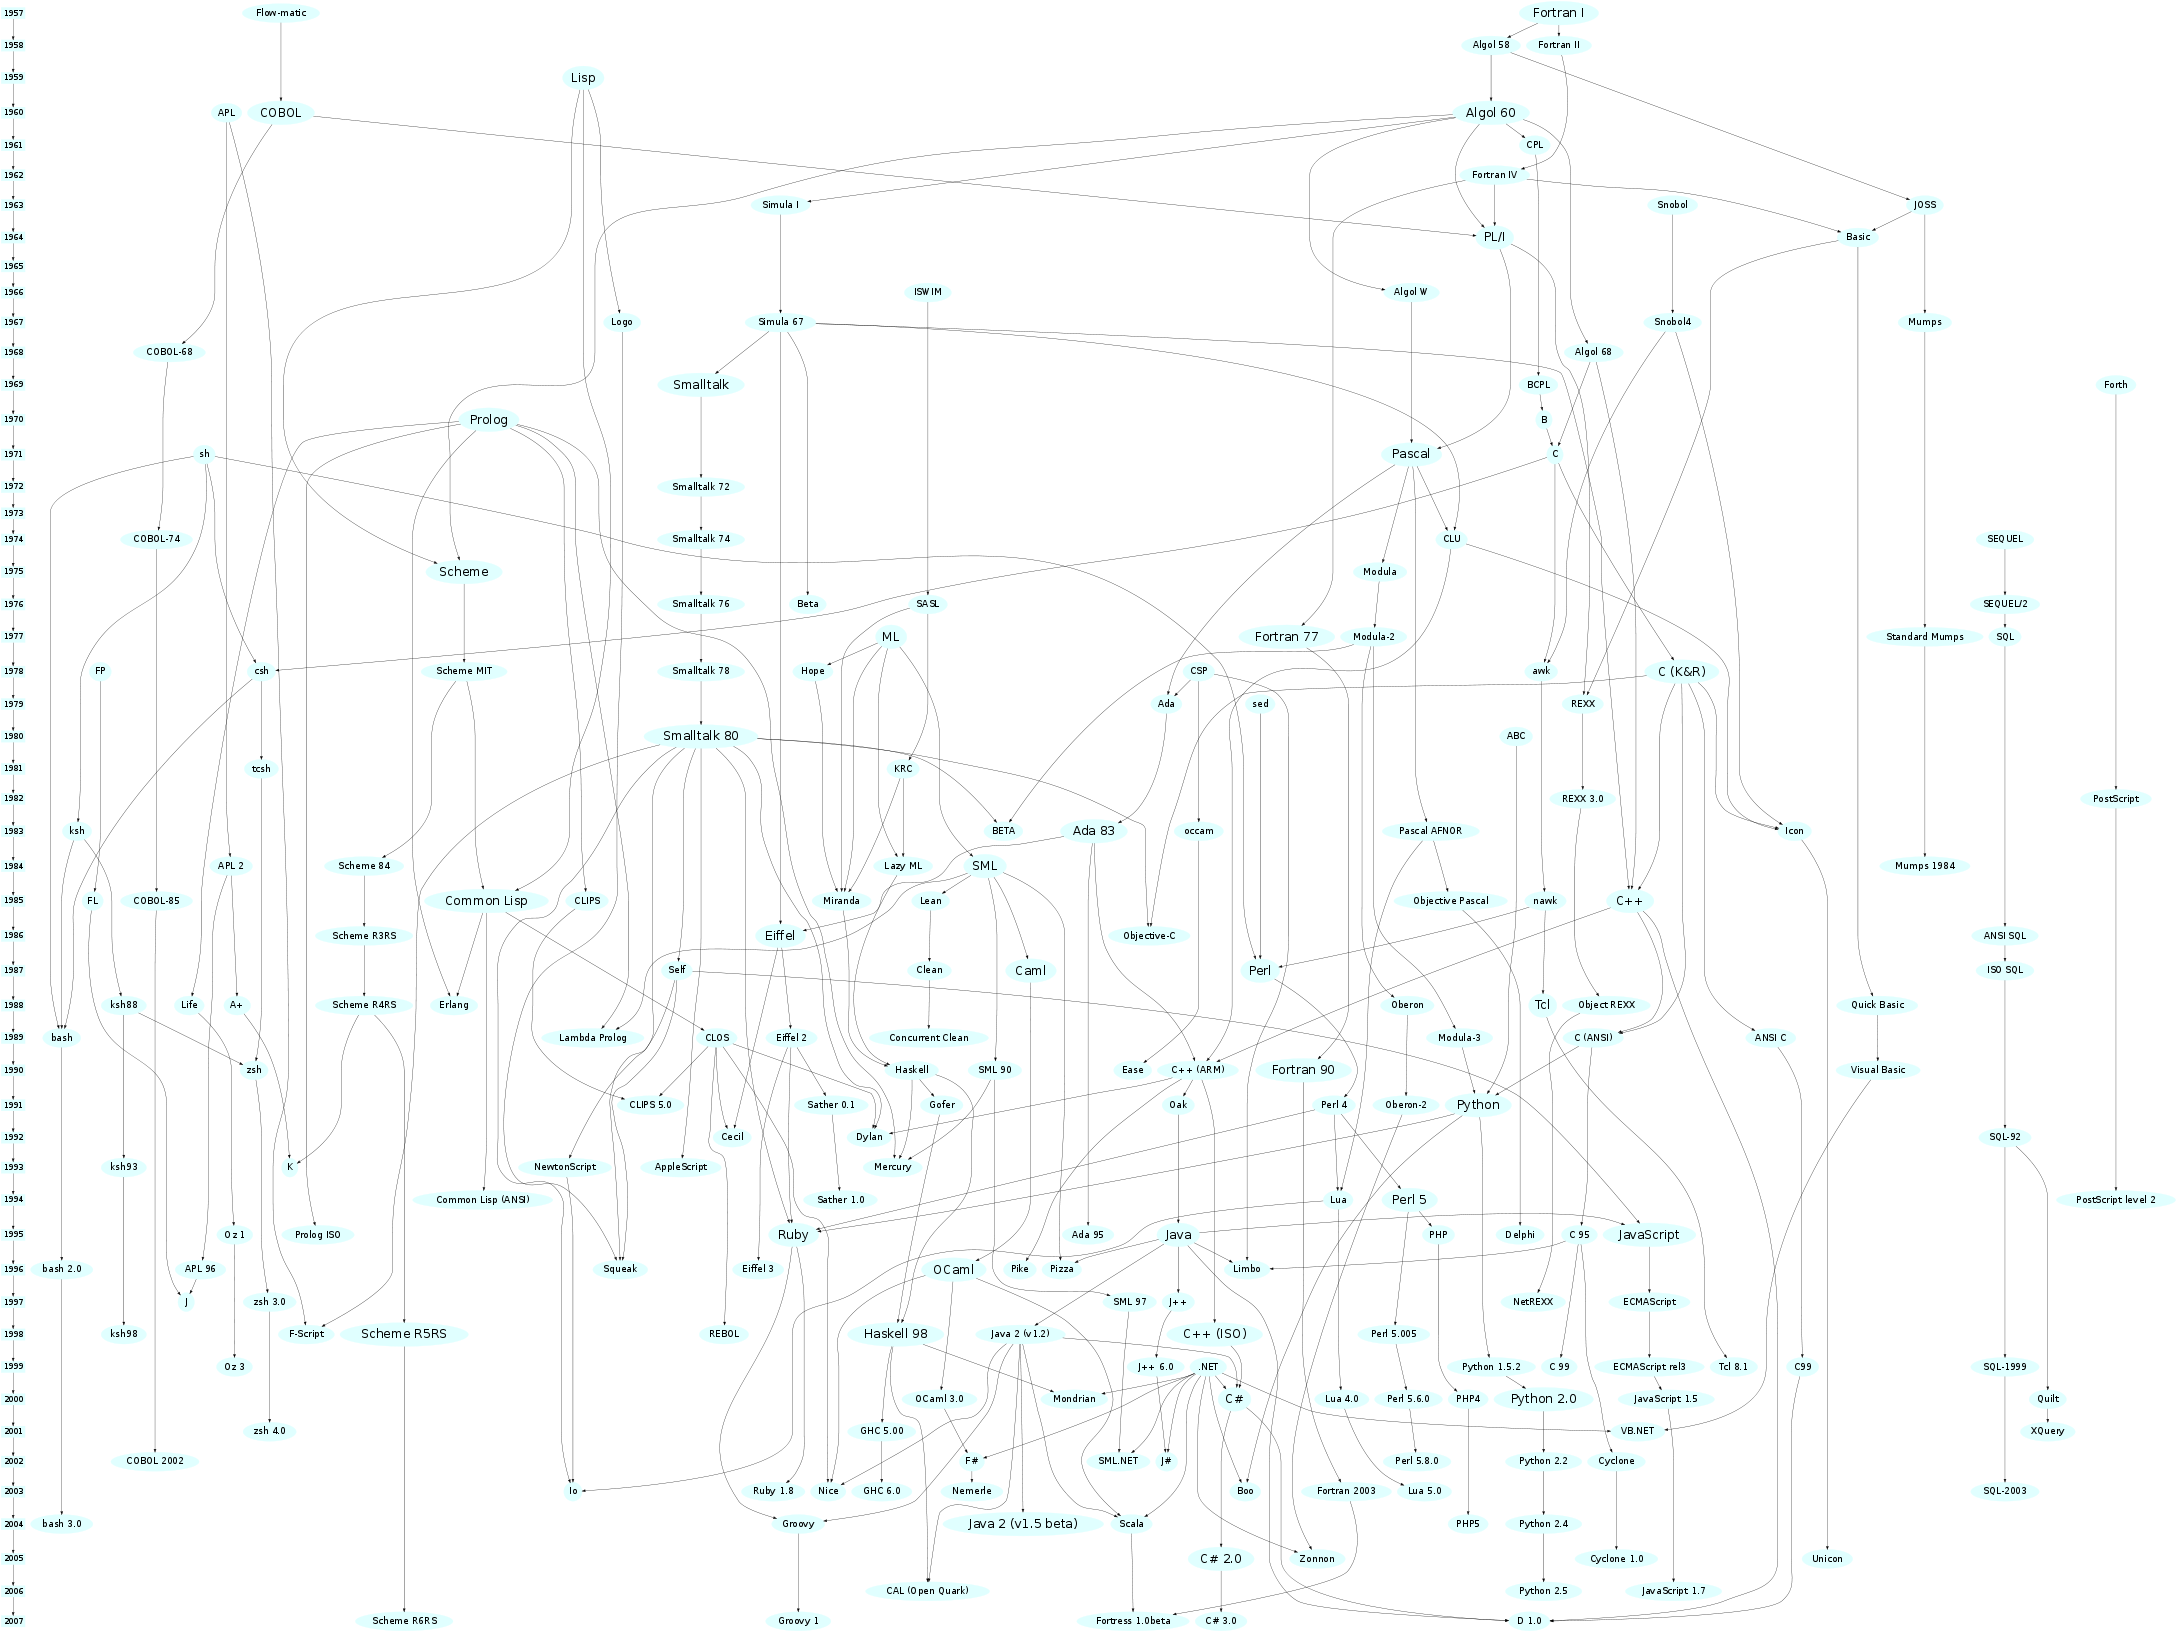 1957 Flow-matic Fortran I
1958 Algol 58 Fortran II
1959 Lisp
1960 APL COBOL Algol 60
1961 CPL
1962 Fortran IV
1963 Simula I Snobol JOSS
1964 PL/I Basic
1965
1966 ISWIM Algol W
1967 Logo Simula 67 Snobol4 Mumps
1968 COBOL-68 Algol 68
1969 Smalltalk BCPL Forth
1970 Prolog B
1971 sh Pascal C
1972 Smalltalk 72
1973
1974 COBOL-74 Smalltalk 74 CLU SEQUEL
1975 Scheme Modula
1976 Smalltalk 76 Beta SASL SEQUEL/2
1977 ML Fortran 77 Modula-2 Standard Mumps SQL
1978 FP csh Scheme MIT Smalltalk 78 Hope CSP awk C (K&R)
1979 Ada sed REXX
1980 Smalltalk 80 ABC
1981 tcsh KRC
1982 REXX 3.0 PostScript
1983 ksh BETA Ada 83 occam Pascal AFNOR Icon
1984 APL 2 Scheme 84 Lazy ML SML Mumps 1984
1985 FL COBOL-85 Common Lisp CLIPS Miranda Lean Objective Pascal nawk C++
1986 Scheme R3RS Eiffel Objective-C ANSI SQL
1987 Self Clean Caml Perl ISO SQL
1988 ksh88 Life A+ Scheme R4RS Erlang Oberon Tcl Object REXX Quick Basic
1989 bash Lambda Prolog CLOS Eiffel 2 Concurrent Clean Modula-3 C (ANSI) ANSI C
1990 zsh Haskell SML 90 Ease C++ (ARM) Fortran 90 Visual Basic
1991 CLIPS 5.0 Sather 0.1 Gofer Oak Perl 4 Oberon-2 Python
1992 Cecil Dylan SQL-92
1993 ksh93 K NewtonScript AppleScript Mercury
1994 Common Lisp (ANSI) Sather 1.0 Lua Perl 5 PostScript level 2
1995 Oz 1 Prolog ISO Ruby Ada 95 Java PHP Delphi C 95 JavaScript
1996 bash 2.0 APL 96 Squeak Eiffel 3 OCaml Pike Pizza Limbo
1997 J zsh 3.0 SML 97 J++ NetREXX ECMAScript
1998 ksh98 F-Script Scheme R5RS REBOL Haskell 98 Java 2 (v1.2) C++ (ISO) Perl 5.005
1999 Oz 3 J++ 6.0 .NET Python 1.5.2 C 99 ECMAScript rel3 Tcl 8.1 C99 SQL-1999
2000 OCaml 3.0 Mondrian C# Lua 4.0 Perl 5.6.0 PHP4 Python 2.0 JavaScript 1.5 Quilt
2001 zsh 4.0 GHC 5.00 VB.NET XQuery
2002 COBOL 2002 F# SML.NET J# Perl 5.8.0 Python 2.2 Cyclone
2003 Io Ruby 1.8 Nice GHC 6.0 Nemerle Boo Fortran 2003 Lua 5.0 SQL-2003
2004 bash 3.0 Groovy Java 2 (v1.5 beta) Scala PHP5 Python 2.4
2005 C# 2.0 Zonnon Cyclone 1.0 Unicon
2006 CAL (Open Quark) Python 2.5 JavaScript 1.7
2007 Scheme R6RS Groovy 1 Fortress 1.0beta C# 3.0 D 1.0